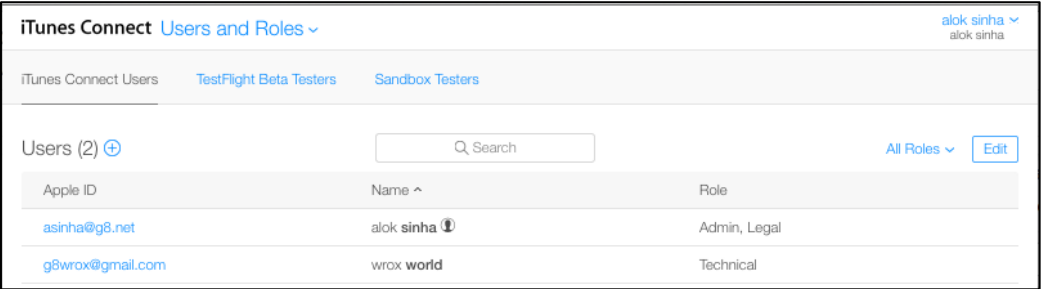 iTunes Connect Users and Roles alok sinha
alok sinha
iTunes Connect Users TestFlight Beta Testers Sandbox Testers
Users (2) Search All Roles Edit
Apple ID Name Role
asinha@g8.net alok sinha Admin, Legal
g8wrox@gmail.com wrox world Technical